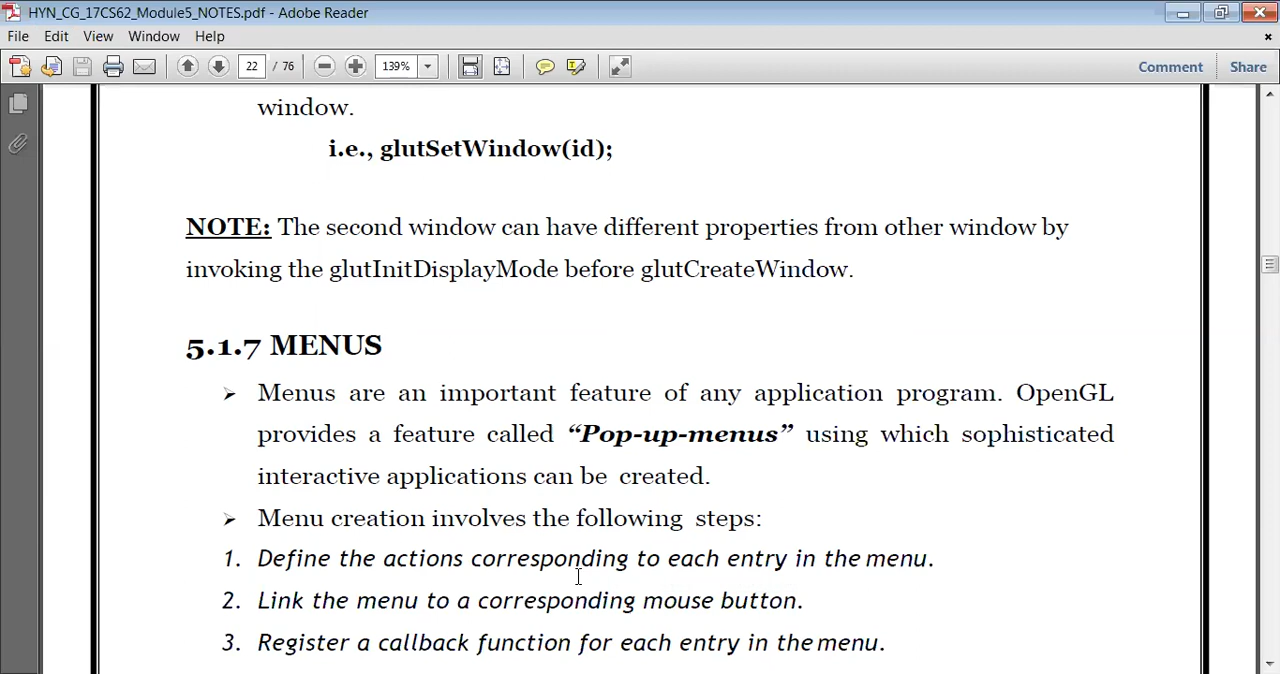 HYN_CG_17CS62_Module5_NOTES.pdf - Adobe Reader
File Edit View Window Help
22 / 76 139% Comment Share
window.
i.e., glutSetWindow(id);
NOTE: The second window can have different properties from other window by
invoking the glutInitDisplayMode before glutCreateWindow.
5.1.7 MENUS
➢ Menus are an important feature of any application program. OpenGL
provides a feature called “Pop-up-menus” using which sophisticated
interactive applications can be created.
➢ Menu creation involves the following steps:
1. Define the actions corresponding to each entry in the menu.
2. Link the menu to a corresponding mouse button.
3. Register a callback function for each entry in the menu.